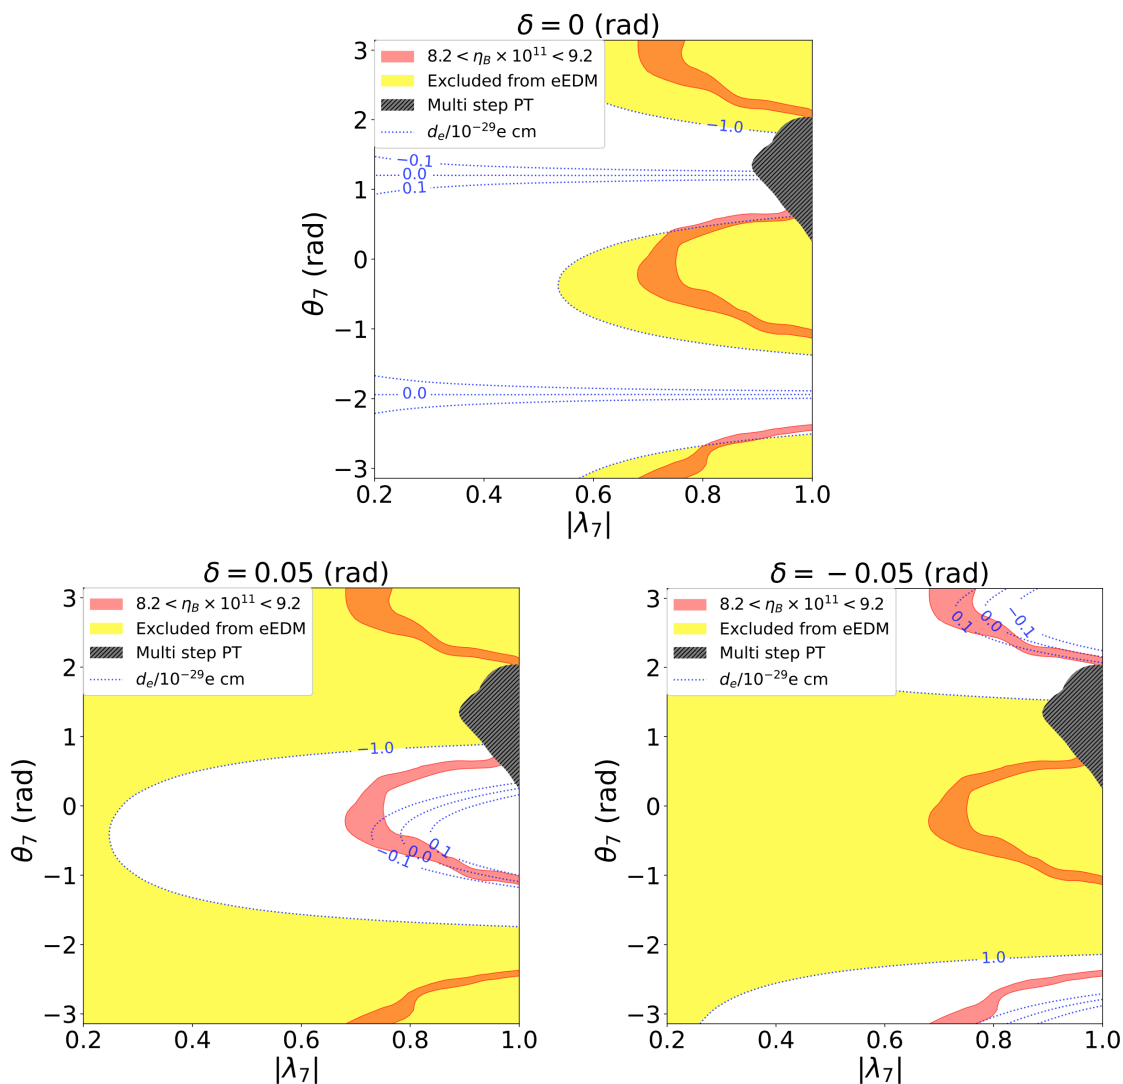 δ = 0 (rad)
8.2 < η_B × 10^11 < 9.2
Excluded from eEDM
Multi step PT
d_e/10^−29 e cm
−1.0
−0.1
0.0
0.1
0.0
3
2
1
0
−1
−2
−3
θ_7 (rad)
0.2 0.4 0.6 0.8 1.0
|λ_7|
δ = 0.05 (rad)
8.2 < η_B × 10^11 < 9.2
Excluded from eEDM
Multi step PT
d_e/10^−29 e cm
−1.0
0.1
0.0
−0.1
3
2
1
0
−1
−2
−3
θ_7 (rad)
0.2 0.4 0.6 0.8 1.0
|λ_7|
δ = −0.05 (rad)
8.2 < η_B × 10^11 < 9.2
Excluded from eEDM
Multi step PT
d_e/10^−29 e cm
0.1
0.0
−0.1
1.0
3
2
1
0
−1
−2
−3
θ_7 (rad)
0.2 0.4 0.6 0.8 1.0
|λ_7|